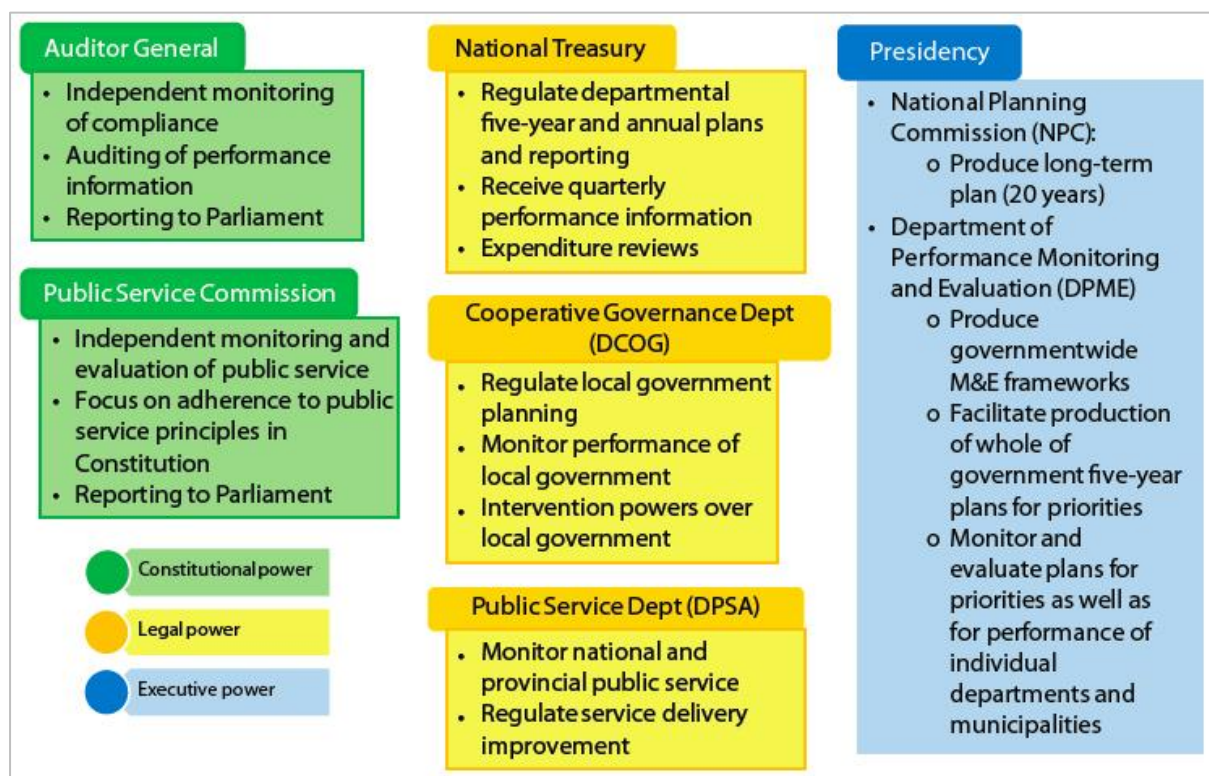 Auditor General
• Independent monitoring
of compliance
• Auditing of performance
information
• Reporting to Parliament
Public Service Commission
• Independent monitoring and
evaluation of public service
• Focus on adherence to public
service principles in
Constitution
• Reporting to Parliament
Constitutional power
Legal power
Executive power
National Treasury
• Regulate departmental
five-year and annual plans
and reporting
• Receive quarterly
performance information
• Expenditure reviews
Cooperative Governance Dept
(DCOG)
• Regulate local government
planning
• Monitor performance of
local government
• Intervention powers over
local government
Public Service Dept (DPSA)
• Monitor national and
provincial public service
• Regulate service delivery
improvement
Presidency
• National Planning
Commission (NPC):
o Produce long-term
plan (20 years)
• Department of
Performance Monitoring
and Evaluation (DPME)
o Produce
governmentwide
M&E frameworks
o Facilitate production
of whole of
government five-year
plans for priorities
o Monitor and
evaluate plans for
priorities as well as
for performance of
individual
departments and
municipalities